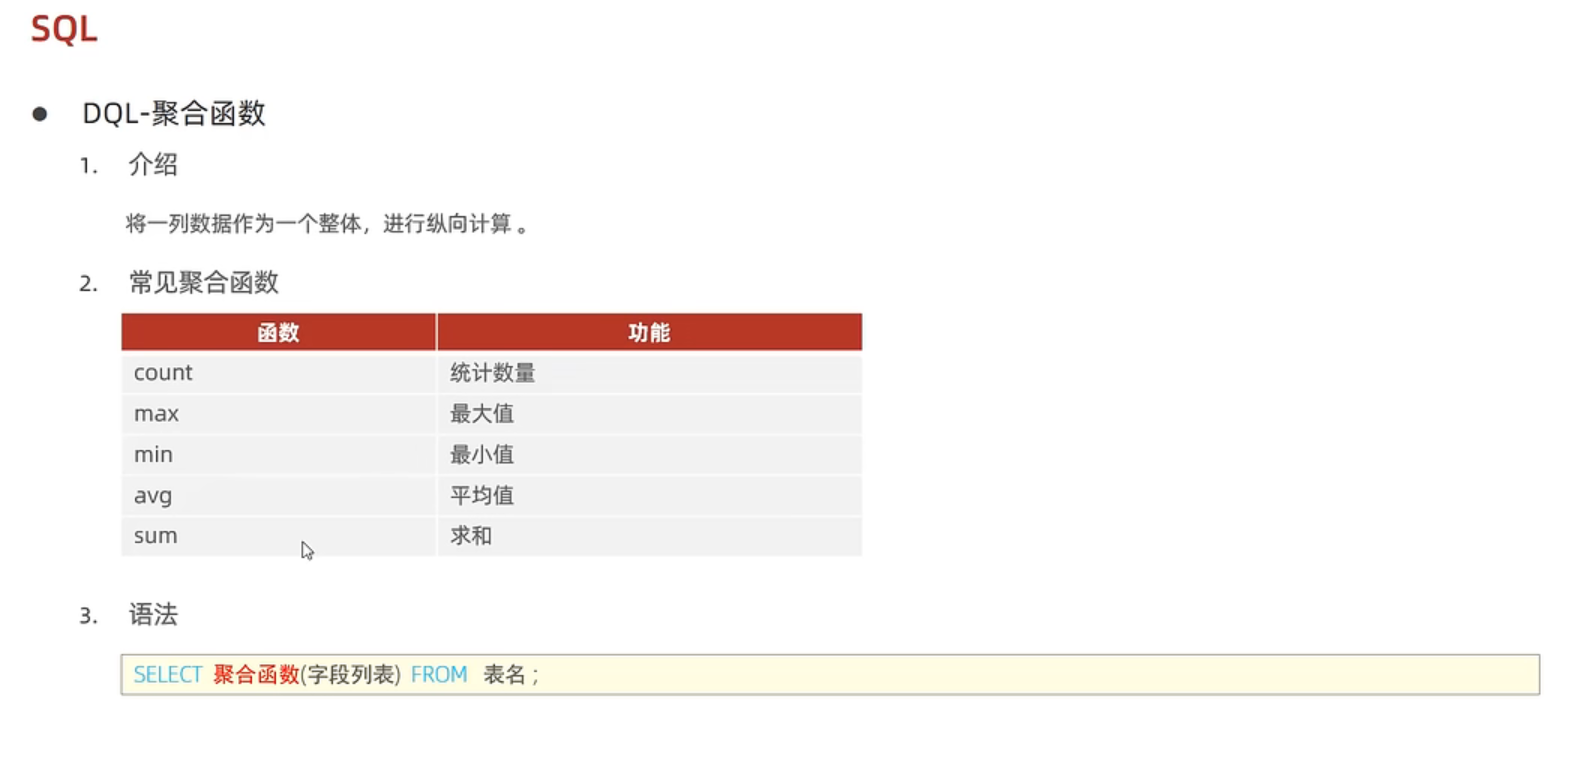 SQL
● DQL-聚合函数
1. 介绍
将一列数据作为一个整体，进行纵向计算 。
2. 常见聚合函数
函数 功能
count 统计数量
max 最大值
min 最小值
avg 平均值
sum 求和
3. 语法
SELECT 聚合函数(字段列表) FROM 表名 ;